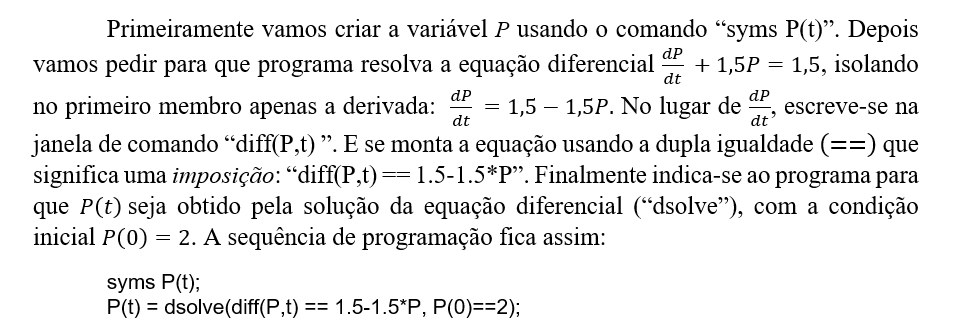 Primeiramente vamos criar a variável P usando o comando “syms P(t)”. Depois
vamos pedir para que programa resolva a equação diferencial dP/dt + 1,5P = 1,5, isolando
no primeiro membro apenas a derivada: dP/dt = 1,5 − 1,5P. No lugar de dP/dt, escreve-se na
janela de comando “diff(P,t) ”. E se monta a equação usando a dupla igualdade (==) que
significa uma imposição: “diff(P,t) == 1.5-1.5*P”. Finalmente indica-se ao programa para
que P(t) seja obtido pela solução da equação diferencial (“dsolve”), com a condição
inicial P(0) = 2. A sequência de programação fica assim:
syms P(t);
P(t) = dsolve(diff(P,t) == 1.5-1.5*P, P(0)==2);